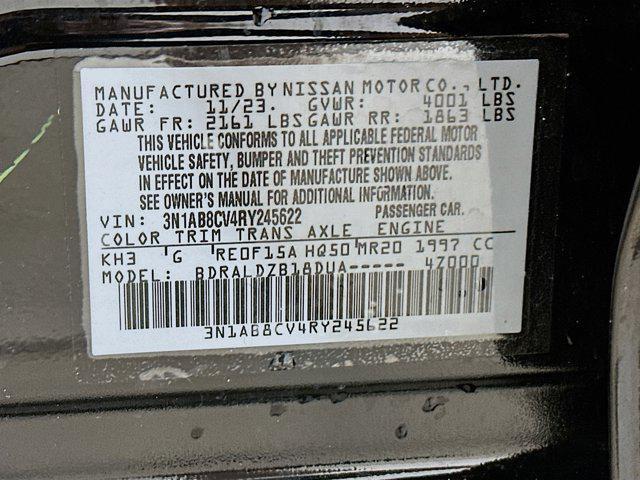 MANUFACTURED BY NISSAN MOTOR CO., LTD.
DATE: 11/23. GVWR: 4001 LBS
GAWR FR: 2161 LBS GAWR RR: 1863 LBS
THIS VEHICLE CONFORMS TO ALL APPLICABLE FEDERAL MOTOR
VEHICLE SAFETY, BUMPER AND THEFT PREVENTION STANDARDS
IN EFFECT ON THE DATE OF MANUFACTURE SHOWN ABOVE.
SEE OWNER'S MANUAL FOR ADDITIONAL INFORMATION.
VIN: 3N1AB8CV4RY245622 PASSENGER CAR.
COLOR TRIM TRANS AXLE ENGINE
KH3 G RE0F15A HQ50 MR20 1997 CC
MODEL: BDRALDZB18DUA----- 47000
3N1AB8CV4RY245622